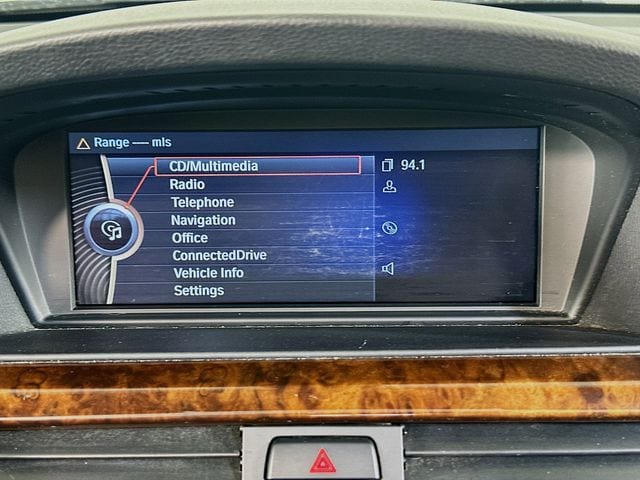 Range --- mls
CD/Multimedia
94.1
Radio
Telephone
Navigation
Office
ConnectedDrive
Vehicle Info
Settings